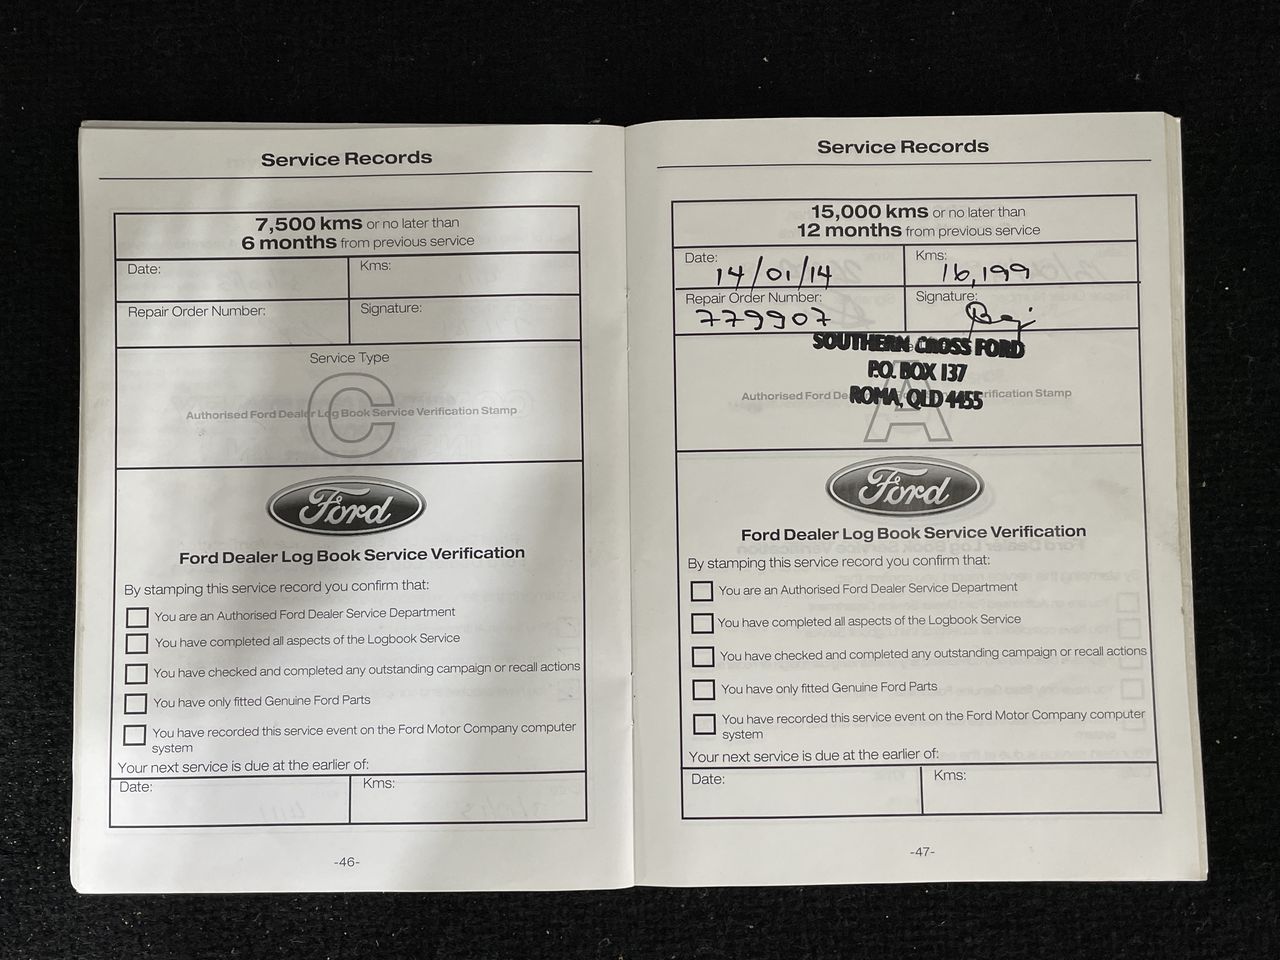 Service Records
7,500 kms or no later than
6 months from previous service
Date:
Kms:
Repair Order Number:
Signature:
Service Type
C
Authorised Ford Dealer Log Book Service Verification Stamp
Ford
Ford Dealer Log Book Service Verification
By stamping this service record you confirm that:
You are an Authorised Ford Dealer Service Department
You have completed all aspects of the Logbook Service
You have checked and completed any outstanding campaign or recall actions
You have only fitted Genuine Ford Parts
You have recorded this service event on the Ford Motor Company computer
system
Your next service is due at the earlier of:
Date:
Kms:
-46-
Service Records
15,000 kms or no later than
12 months from previous service
Date:
14/01/14
Kms:
16,199
Repair Order Number:
779907
Signature:
SOUTHERN CROSS FORD
P.O. BOX 137
ROMA, QLD 4455
Authorised Ford De
rification Stamp
A
Ford
Ford Dealer Log Book Service Verification
By stamping this service record you confirm that:
You are an Authorised Ford Dealer Service Department
You have completed all aspects of the Logbook Service
You have checked and completed any outstanding campaign or recall actions
You have only fitted Genuine Ford Parts
You have recorded this service event on the Ford Motor Company computer
system
Your next service is due at the earlier of:
Date:
Kms:
-47-